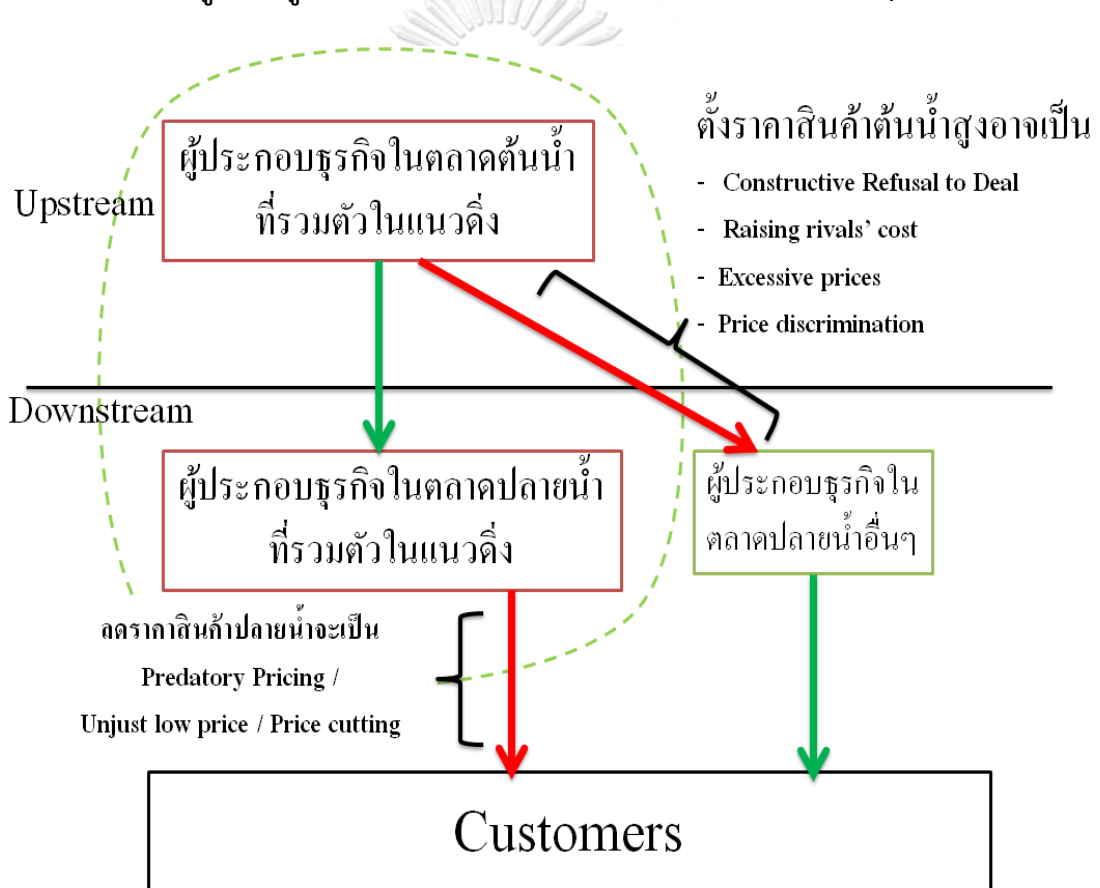 Upstream
ผู้ประกอบธุรกิจในตลาดต้นน้ำ
ที่รวมตัวในแนวดิ่ง
ตั้งราคาสินค้าต้นน้ำสูงอาจเป็น
- Constructive Refusal to Deal
- Raising rivals’ cost
- Excessive prices
- Price discrimination
Downstream
ผู้ประกอบธุรกิจในตลาดปลายน้ำ
ที่รวมตัวในแนวดิ่ง
ผู้ประกอบธุรกิจใน
ตลาดปลายน้ำอื่นๆ
ลดราคาสินค้าปลายน้ำจะเป็น
Predatory Pricing /
Unjust low price / Price cutting
Customers